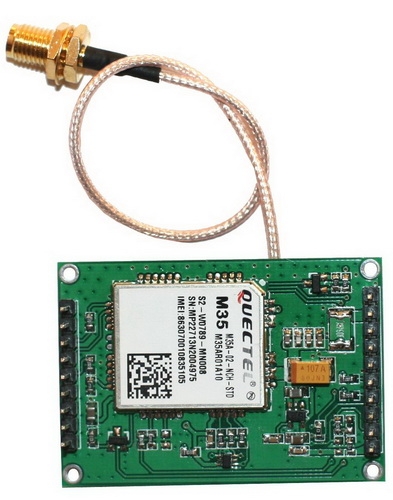 QUECTEL
M35 M35A-02-NCH-STD
M35AR01A10
S2-W0789-MN008
SN:MP22713N2004975
IMEI:863070010835105
107A